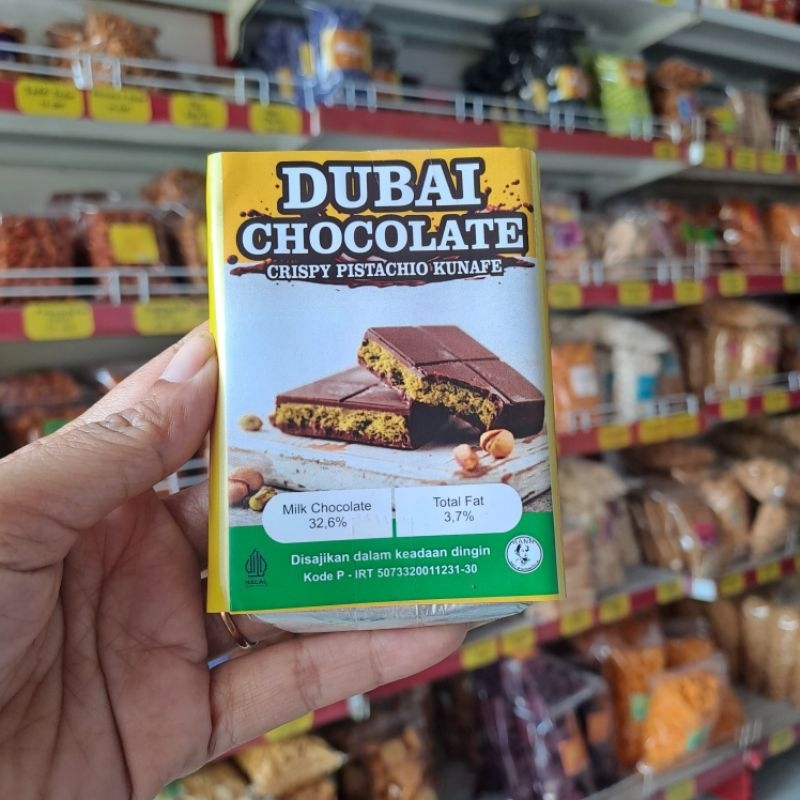 DUBAI
CHOCOLATE
CRISPY PISTACHIO KUNAFE
Milk Chocolate
32,6%
Total Fat
3,7%
Disajikan dalam keadaan dingin
Kode P - IRT 5073320011231-30
HALAL